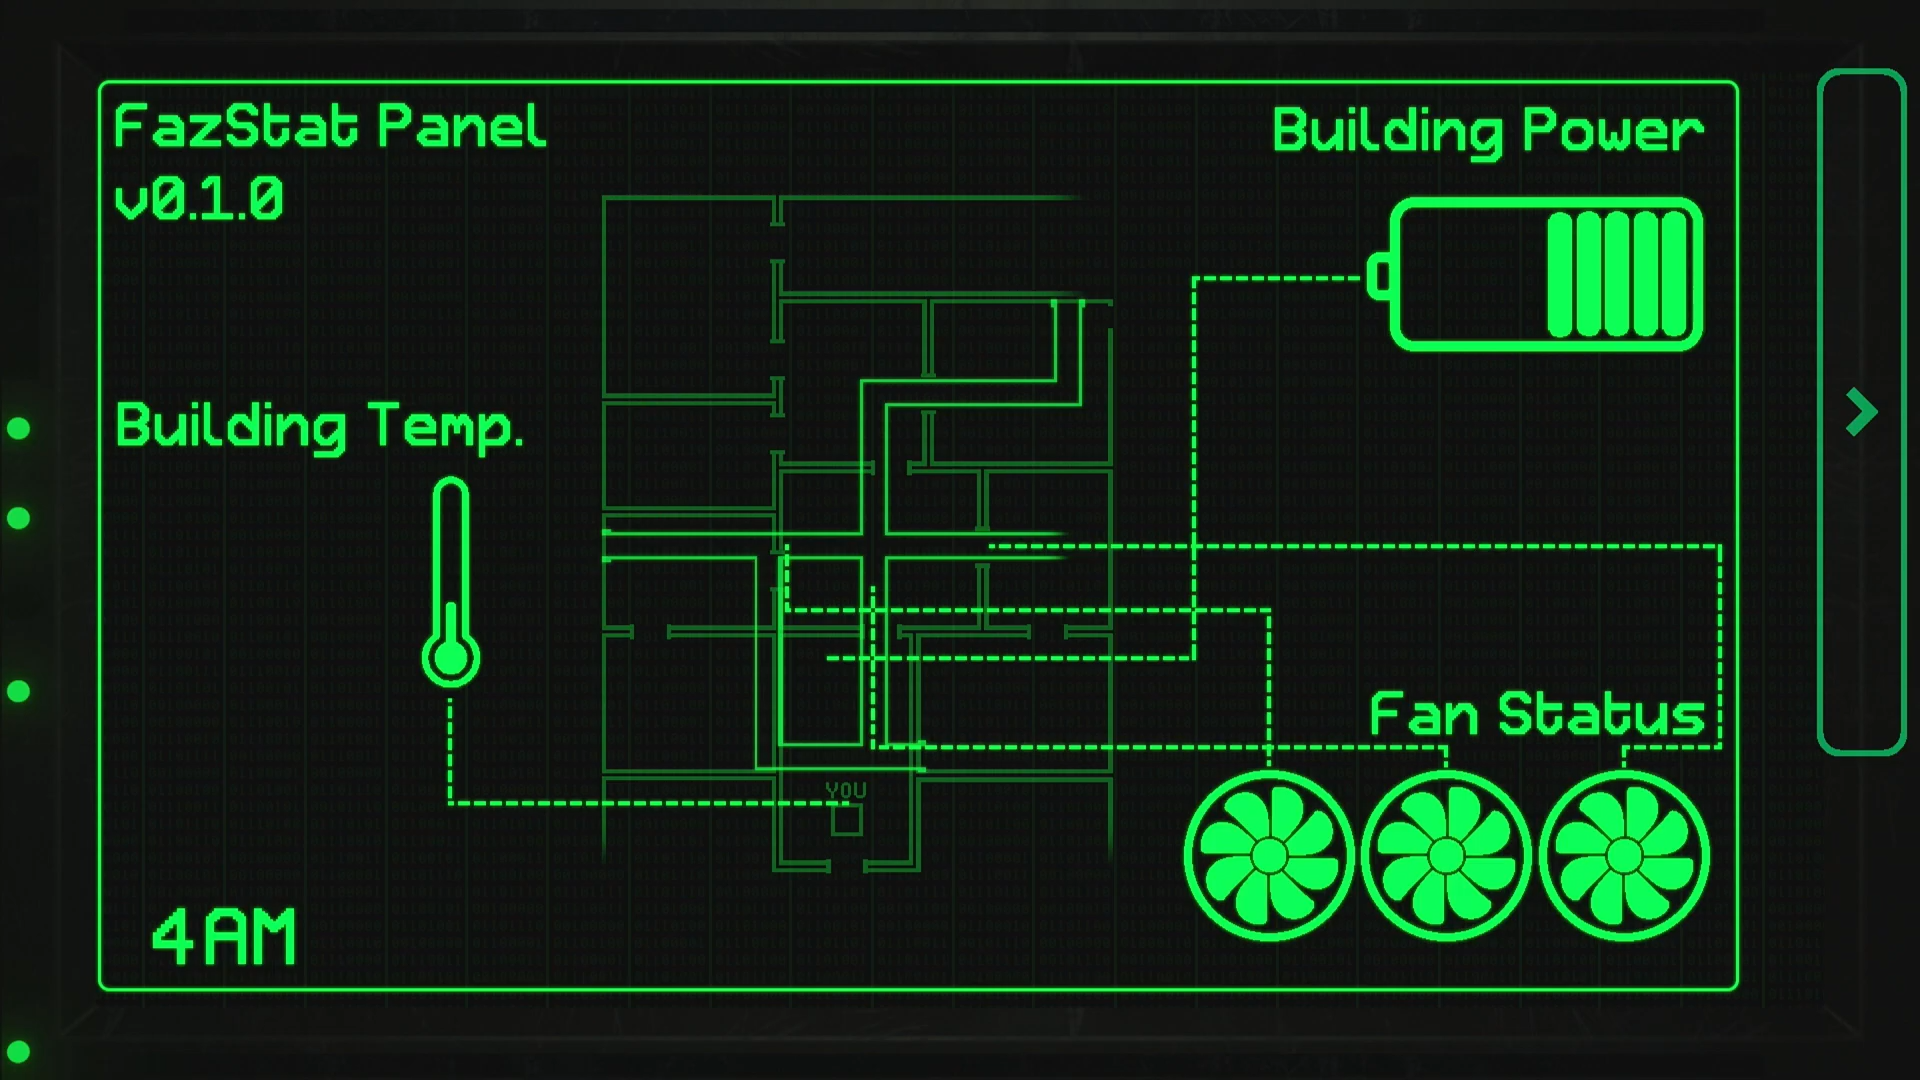 FazStat Panel
v0.1.0
Building Power
Building Temp.
Fan Status
YOU
4AM